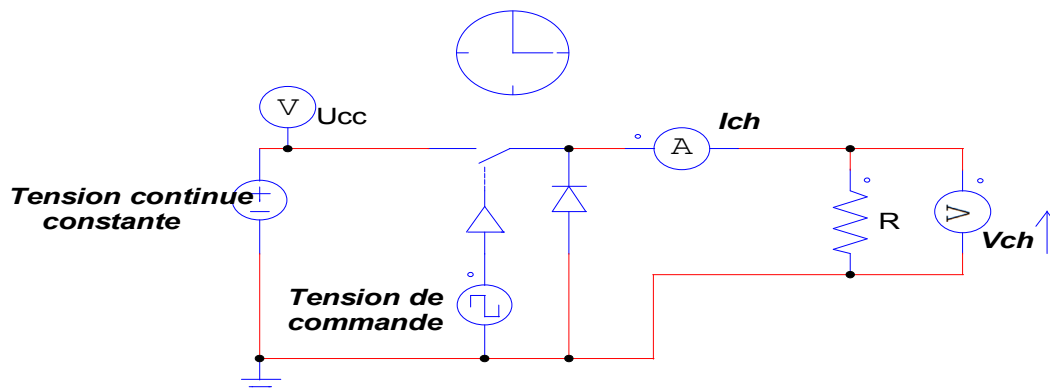 V
Ucc
Ich
A
Tension continue
constante
R
V
Vch
Tension de
commande